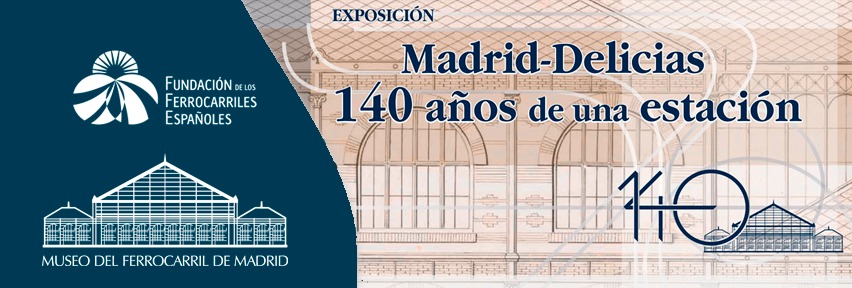 FUNDACIÓN DE LOS
FERROCARRILES
ESPAÑOLES
MUSEO DEL FERROCARRIL DE MADRID
EXPOSICIÓN
Madrid-Delicias
140 años de una estación
140